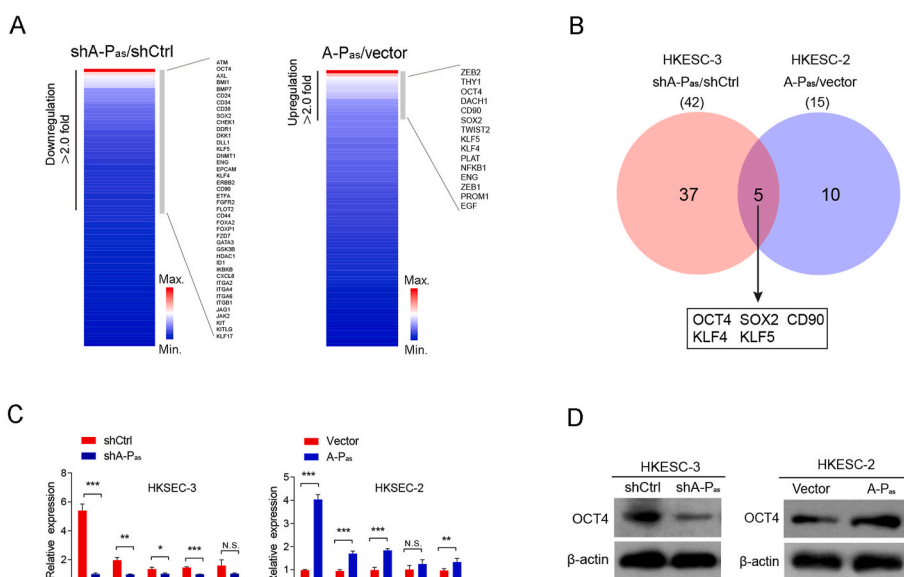 A
shA-Pas/shCtrl
Downregulation
>2.0 fold
ATM
OCT4
AXL
BMI1
BMP7
CD24
CD34
CD38
SOX2
CHEK1
DDR1
DKK1
DLL1
KLF5
DNMT1
ENG
EPCAM
KLF4
ERBB2
CD90
ETFA
FGFR2
FLOT2
CD44
FOXA2
FOXP1
FZD7
GATA3
GSK3B
HDAC1
ID1
IKBKB
CXCL8
ITGA2
ITGA4
ITGA6
ITGB1
JAG1
JAK2
KIT
KITLG
KLF17
Max.
Min.
A-Pas/vector
Upregulation
>2.0 fold
ZEB2
THY1
OCT4
DACH1
CD90
SOX2
TWIST2
KLF5
KLF4
PLAT
NFKB1
ENG
ZEB1
PROM1
EGF
Max.
Min.
B
HKESC-3 HKESC-2
shA-Pas/shCtrl A-Pas/vector
(42) (15)
37 5 10
OCT4 SOX2 CD90
KLF4 KLF5
C
shCtrl
shA-Pas
HKSEC-3
Relative expression
8
6
4
2
***
**
*
***
N.S.
Vector
A-Pas
HKSEC-2
Relative expression
5
4
3
2
1
***
***
***
N.S.
**
D
HKESC-3
shCtrl shA-Pas
OCT4
β-actin
HKESC-2
Vector A-Pas
OCT4
β-actin